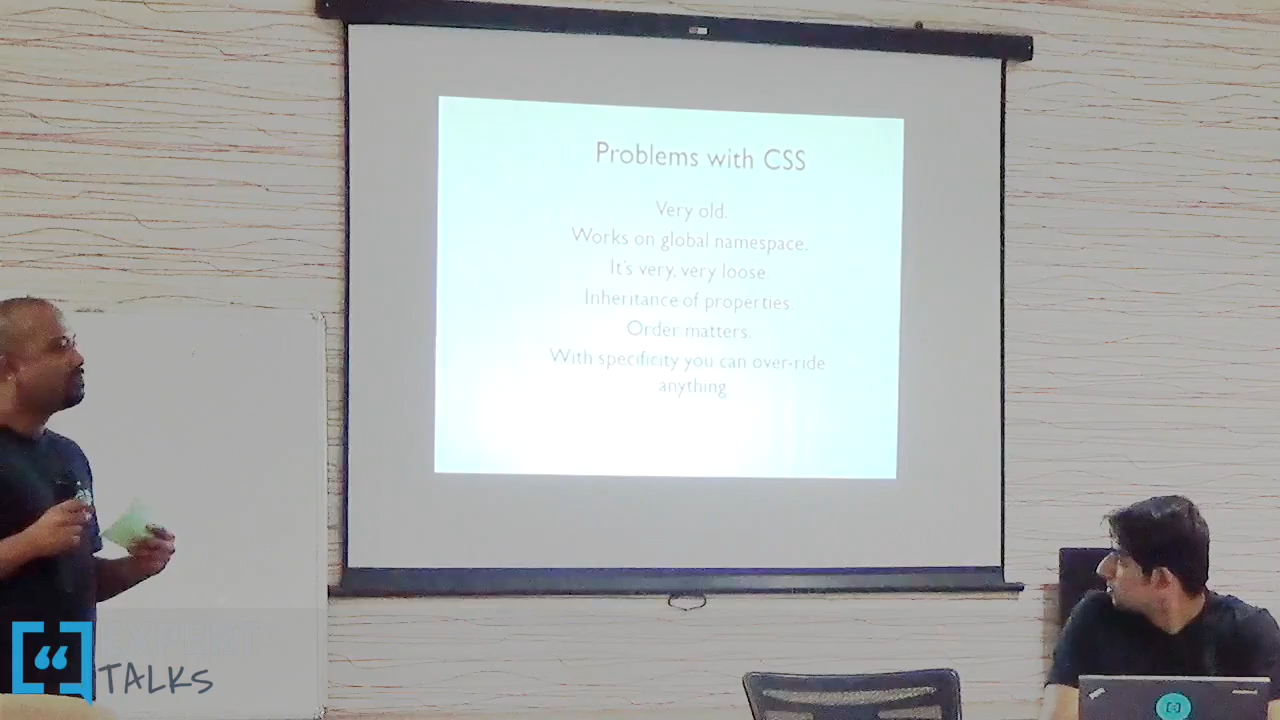 Problems with CSS
Very old.
Works on global namespace.
It's very, very loose
Inheritance of properties.
Order matters.
With specificity you can over-ride
anything
TALKS